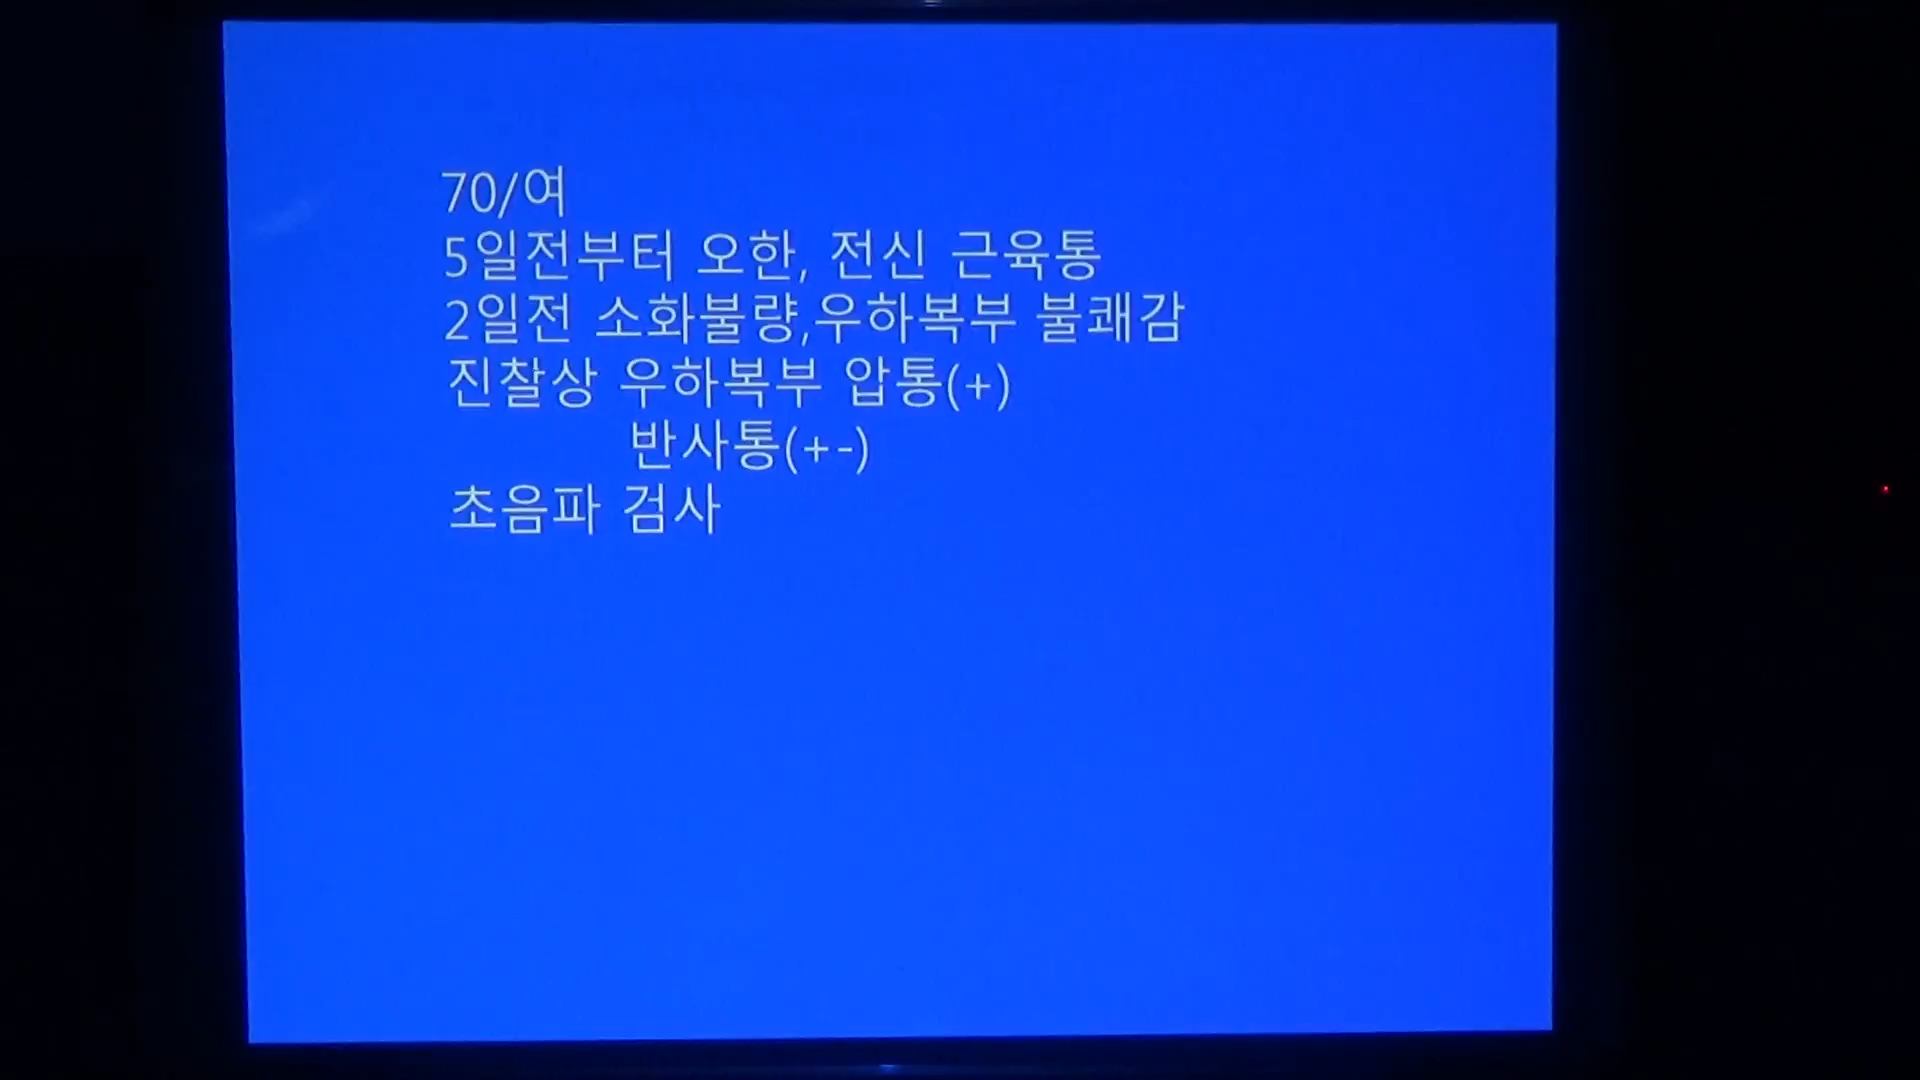 70/여
5일전부터 오한, 전신 근육통
2일전 소화불량,우하복부 불쾌감
진찰상 우하복부 압통(+)
반사통(+-)
초음파 검사